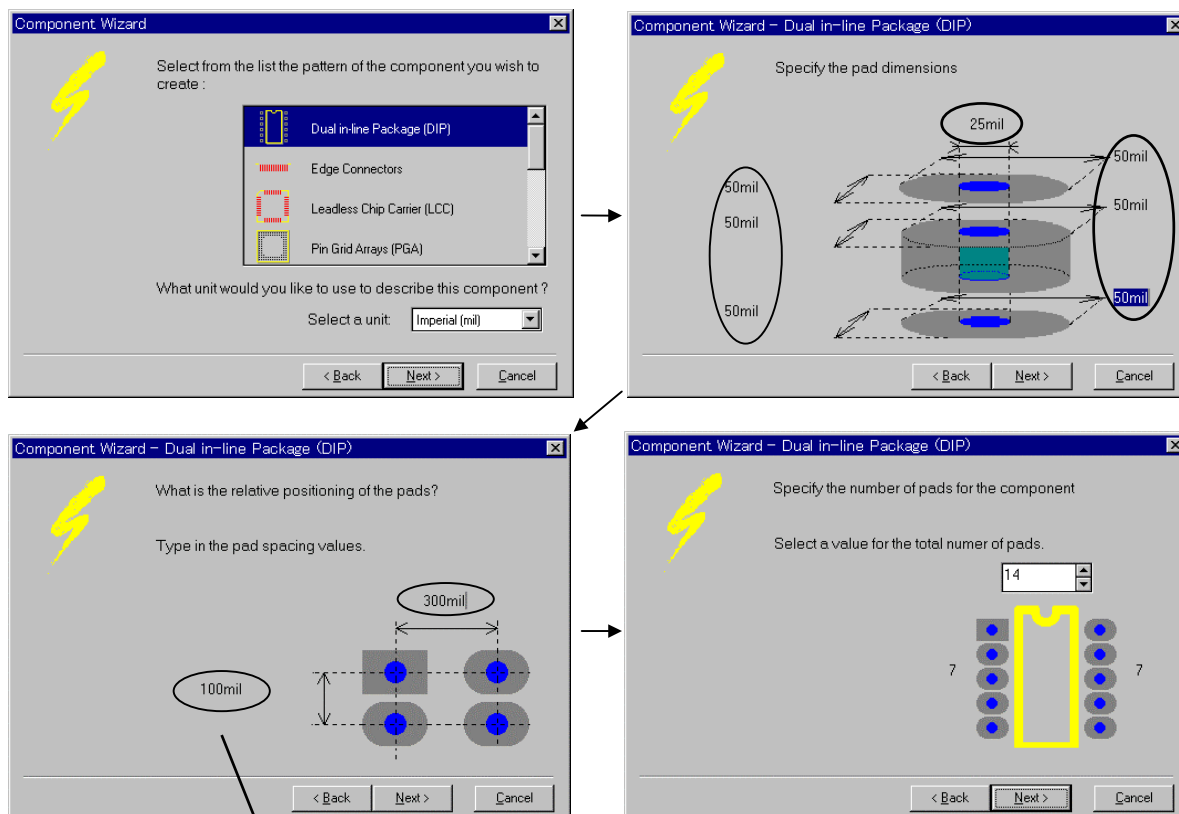 Component Wizard
Select from the list the pattern of the component you wish to
create :
Dual in-line Package (DIP)
Edge Connectors
Leadless Chip Carrier (LCC)
Pin Grid Arrays (PGA)
What unit would you like to use to describe this component ?
Select a unit: Imperial (mil)
< Back Next > Cancel
Component Wizard - Dual in-line Package (DIP)
Specify the pad dimensions
25mil
50mil
50mil
50mil
50mil
50mil
50mil
< Back Next > Cancel
Component Wizard - Dual in-line Package (DIP)
What is the relative positioning of the pads?
Type in the pad spacing values.
300mil
100mil
< Back Next > Cancel
Component Wizard - Dual in-line Package (DIP)
Specify the number of pads for the component
Select a value for the total numer of pads.
14
7 7
< Back Next > Cancel